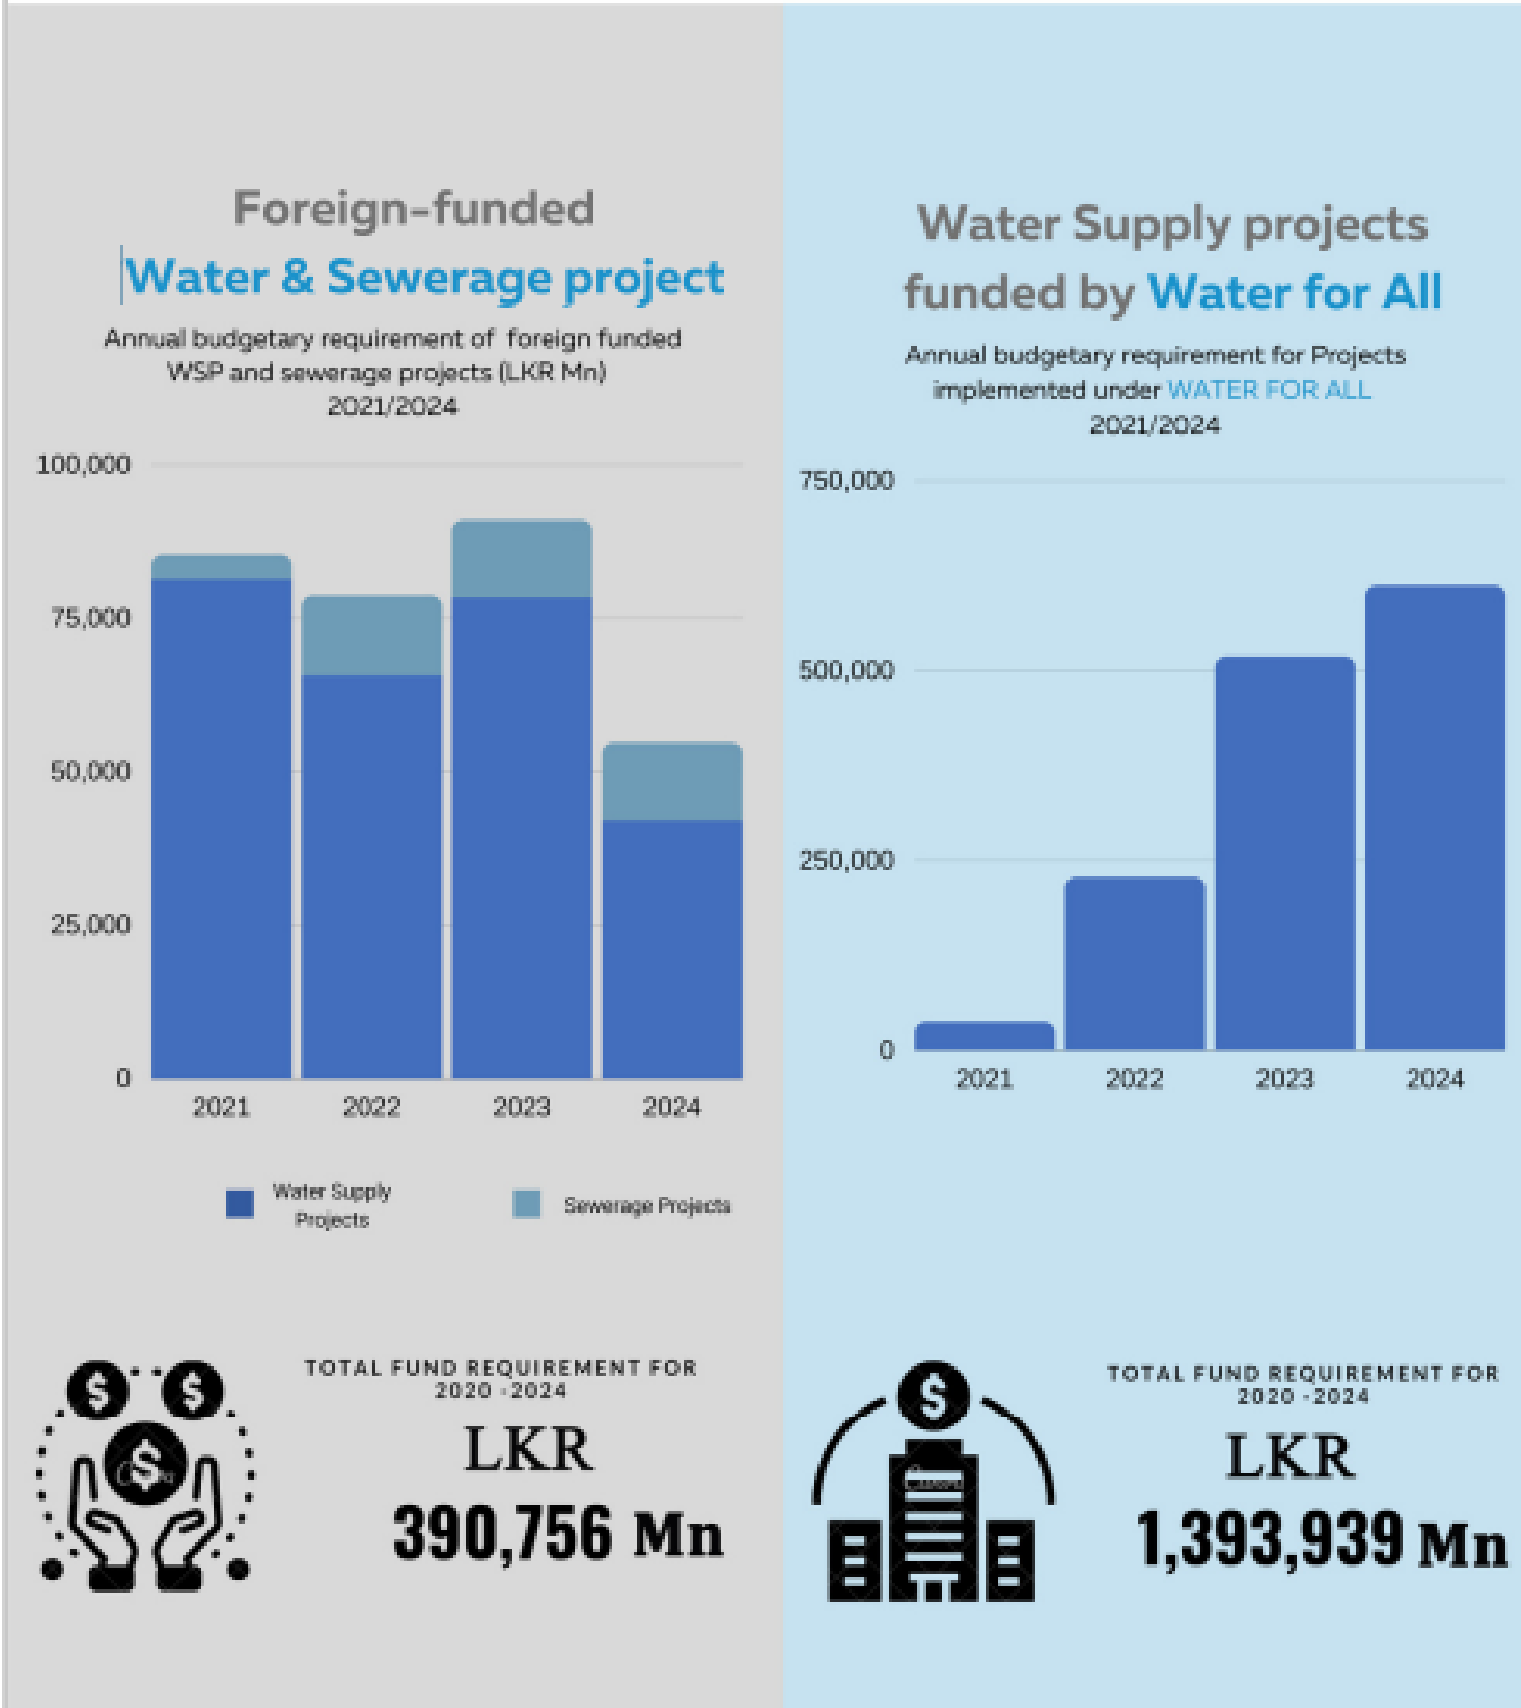 Foreign-funded
Water & Sewerage project
Annual budgetary requirement of foreign funded
WSP and sewerage projects (LKR Mn)
2021/2024
100,000
75,000
50,000
25,000
0
2021
2022
2023
2024
Water Supply
Projects
Sewerage Projects
TOTAL FUND REQUIREMENT FOR
2020 -2024
LKR
390,756 Mn
Water Supply projects
funded by Water for All
Annual budgetary requirement for Projects
implemented under WATER FOR ALL
2021/2024
750,000
500,000
250,000
0
2021
2022
2023
2024
TOTAL FUND REQUIREMENT FOR
2020 -2024
LKR
1,393,939 Mn